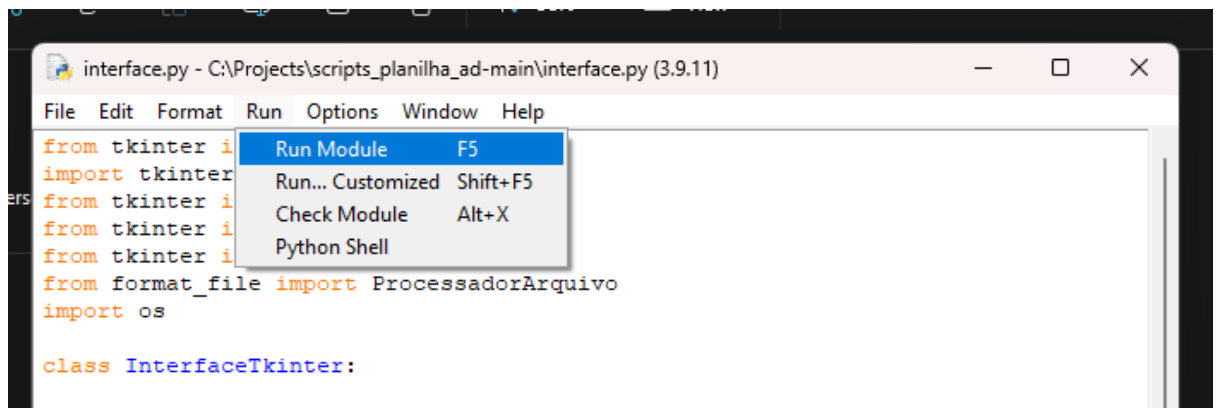 interface.py - C:\Projects\scripts_planilha_ad-main\interface.py (3.9.11)
File Edit Format Run Options Window Help
from tkinter i
Run Module F5
import tkinter
Run... Customized Shift+F5
from tkinter i
Check Module Alt+X
from tkinter i
Python Shell
from tkinter i
from format_file import ProcessadorArquivo
import os
class InterfaceTkinter:
ers